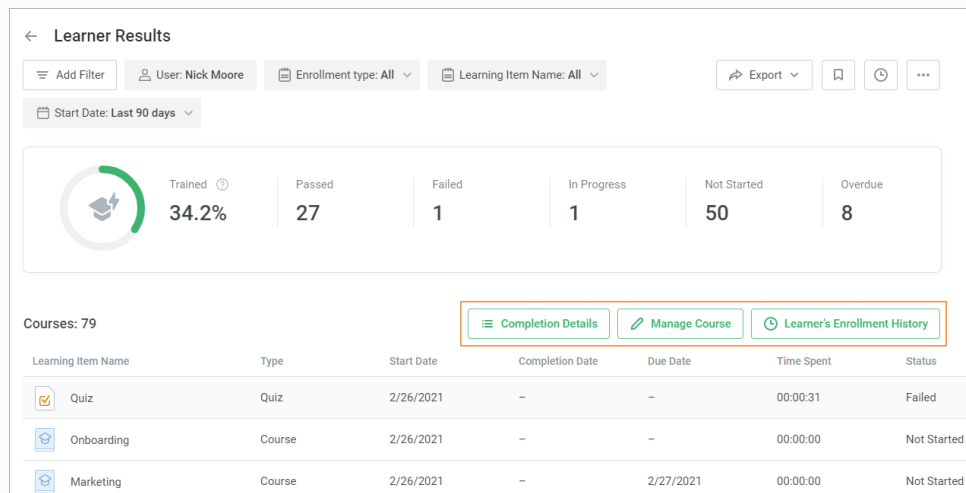 ← Learner Results
Add Filter User: Nick Moore Enrollment type: All Learning Item Name: All Export
Start Date: Last 90 days
Trained Passed Failed In Progress Not Started Overdue
34.2% 27 1 1 50 8
Courses: 79 Completion Details Manage Course Learner's Enrollment History
Learning Item Name Type Start Date Completion Date Due Date Time Spent Status
Quiz Quiz 2/26/2021 – – 00:00:31 Failed
Onboarding Course 2/26/2021 – – 00:00:00 Not Started
Marketing Course 2/26/2021 – 2/27/2021 00:00:00 Not Started